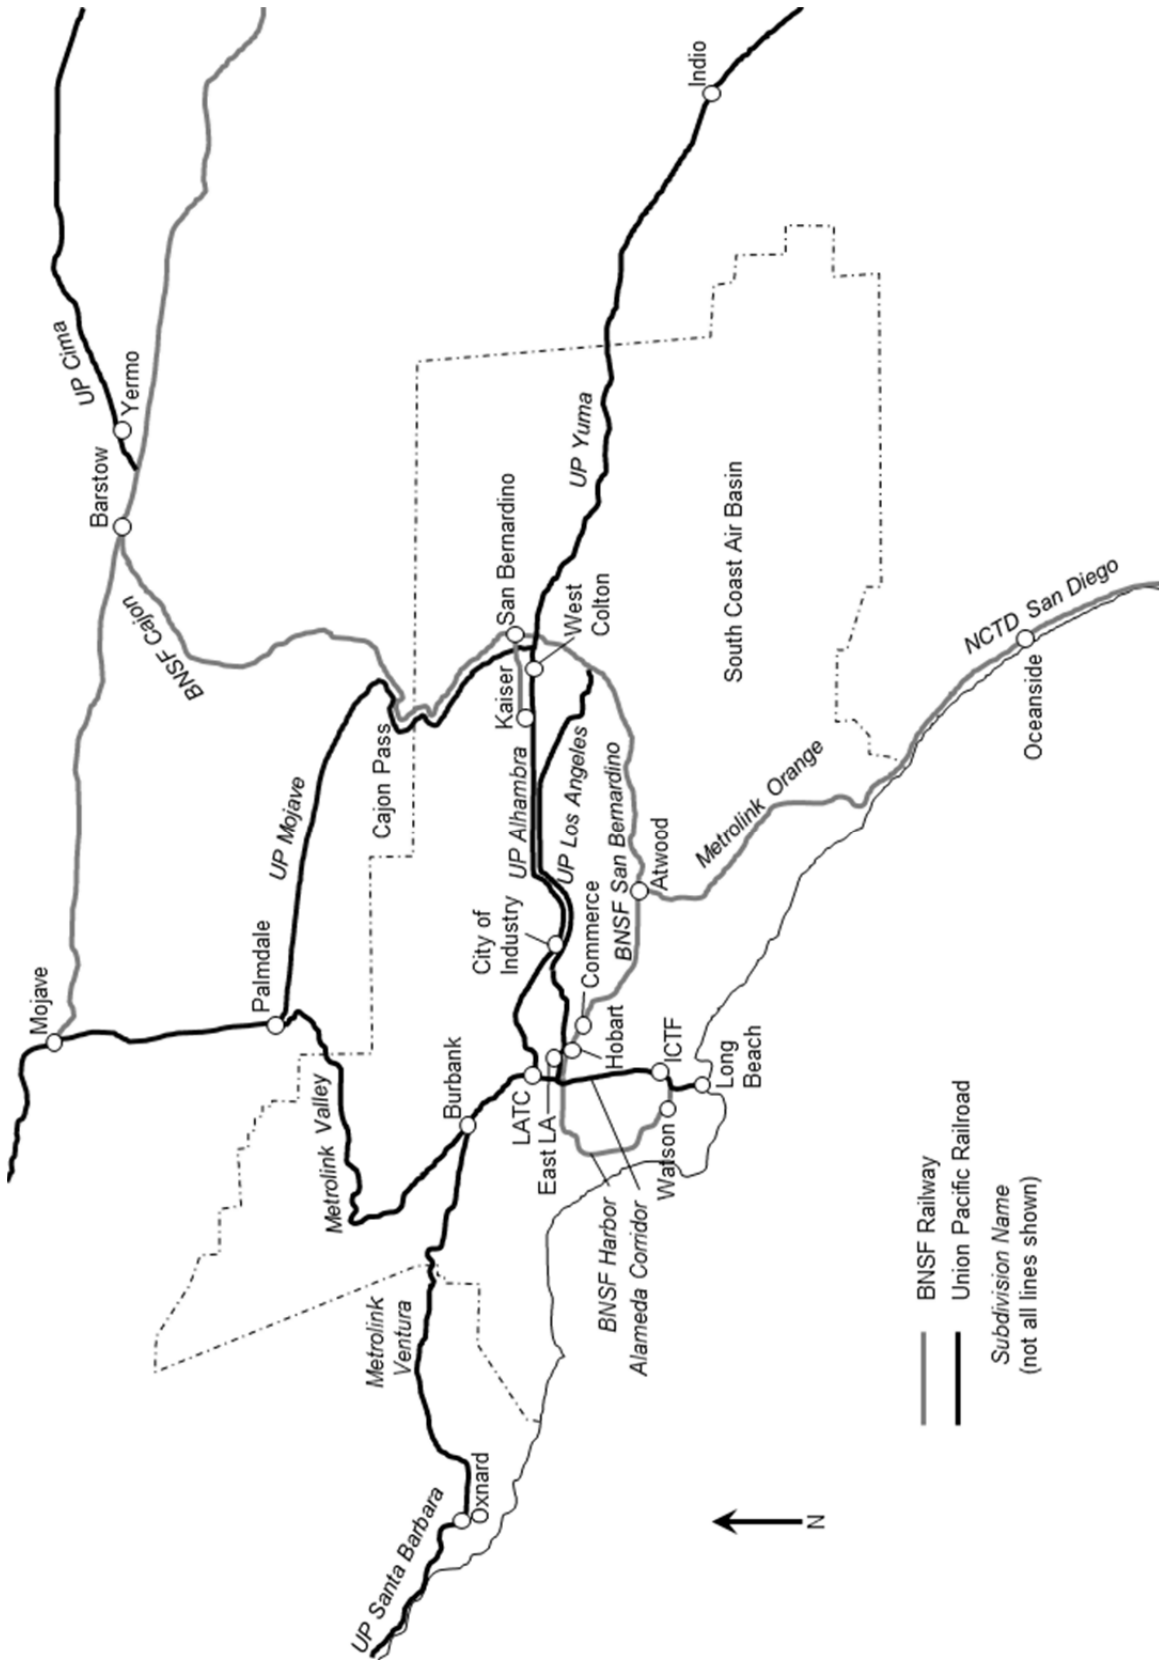 Mojave
Palmdale
UP Mojave
Cajon Pass
BNSF Cajon
Barstow
Yermo
UP Cima
Indio
UP Yuma
San Bernardino
West
Colton
Kaiser
UP Alhambra
UP Los Angeles
BNSF San Bernardino
City of
Industry
Commerce
Hobart
Atwood
Metrolink Orange
South Coast Air Basin
NCTD San Diego
Oceanside
Burbank
LATC
East LA
ICTF
Watson
Long
Beach
BNSF Harbor
Alameda Corridor
Metrolink Valley
Metrolink
Ventura
Oxnard
UP Santa Barbara
N
BNSF Railway
Union Pacific Railroad
Subdivision Name
(not all lines shown)